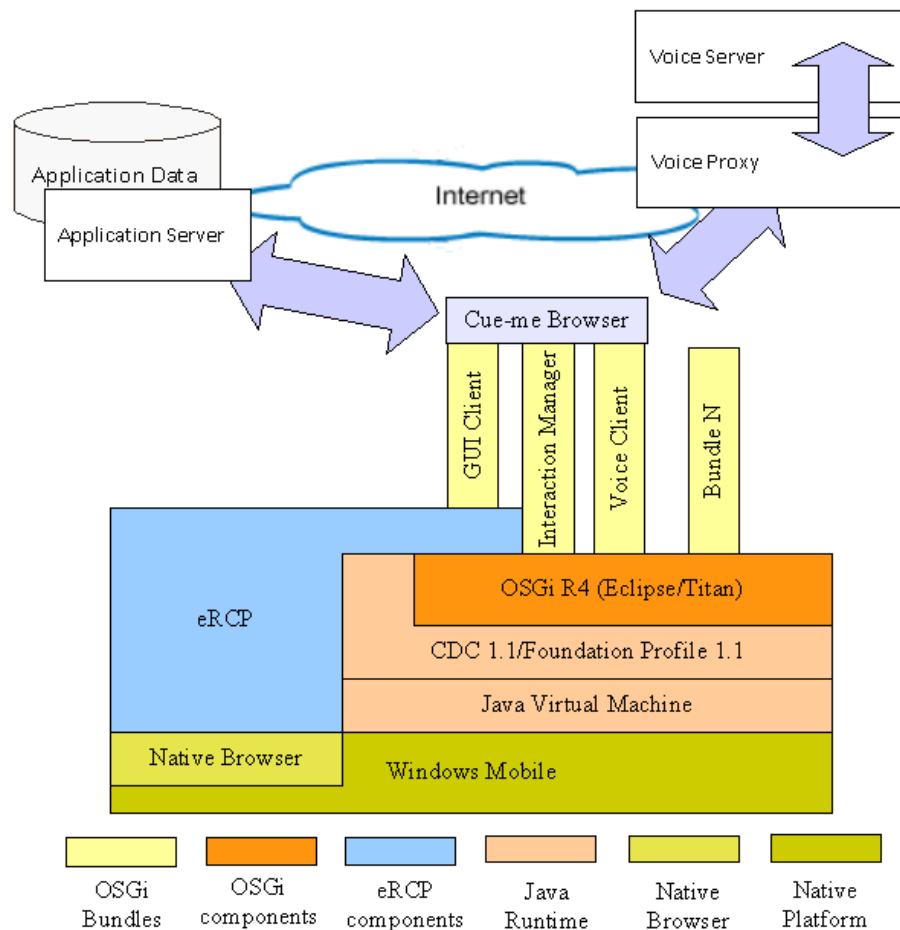 Voice Server
Voice Proxy
Application Data
Application Server
Internet
Cue-me Browser
GUI Client
Interaction Manager
Voice Client
Bundle N
OSGi R4 (Eclipse/Titan)
eRCP
CDC 1.1/Foundation Profile 1.1
Java Virtual Machine
Native Browser
Windows Mobile
OSGi
Bundles
OSGi
components
eRCP
components
Java
Runtime
Native
Browser
Native
Platform